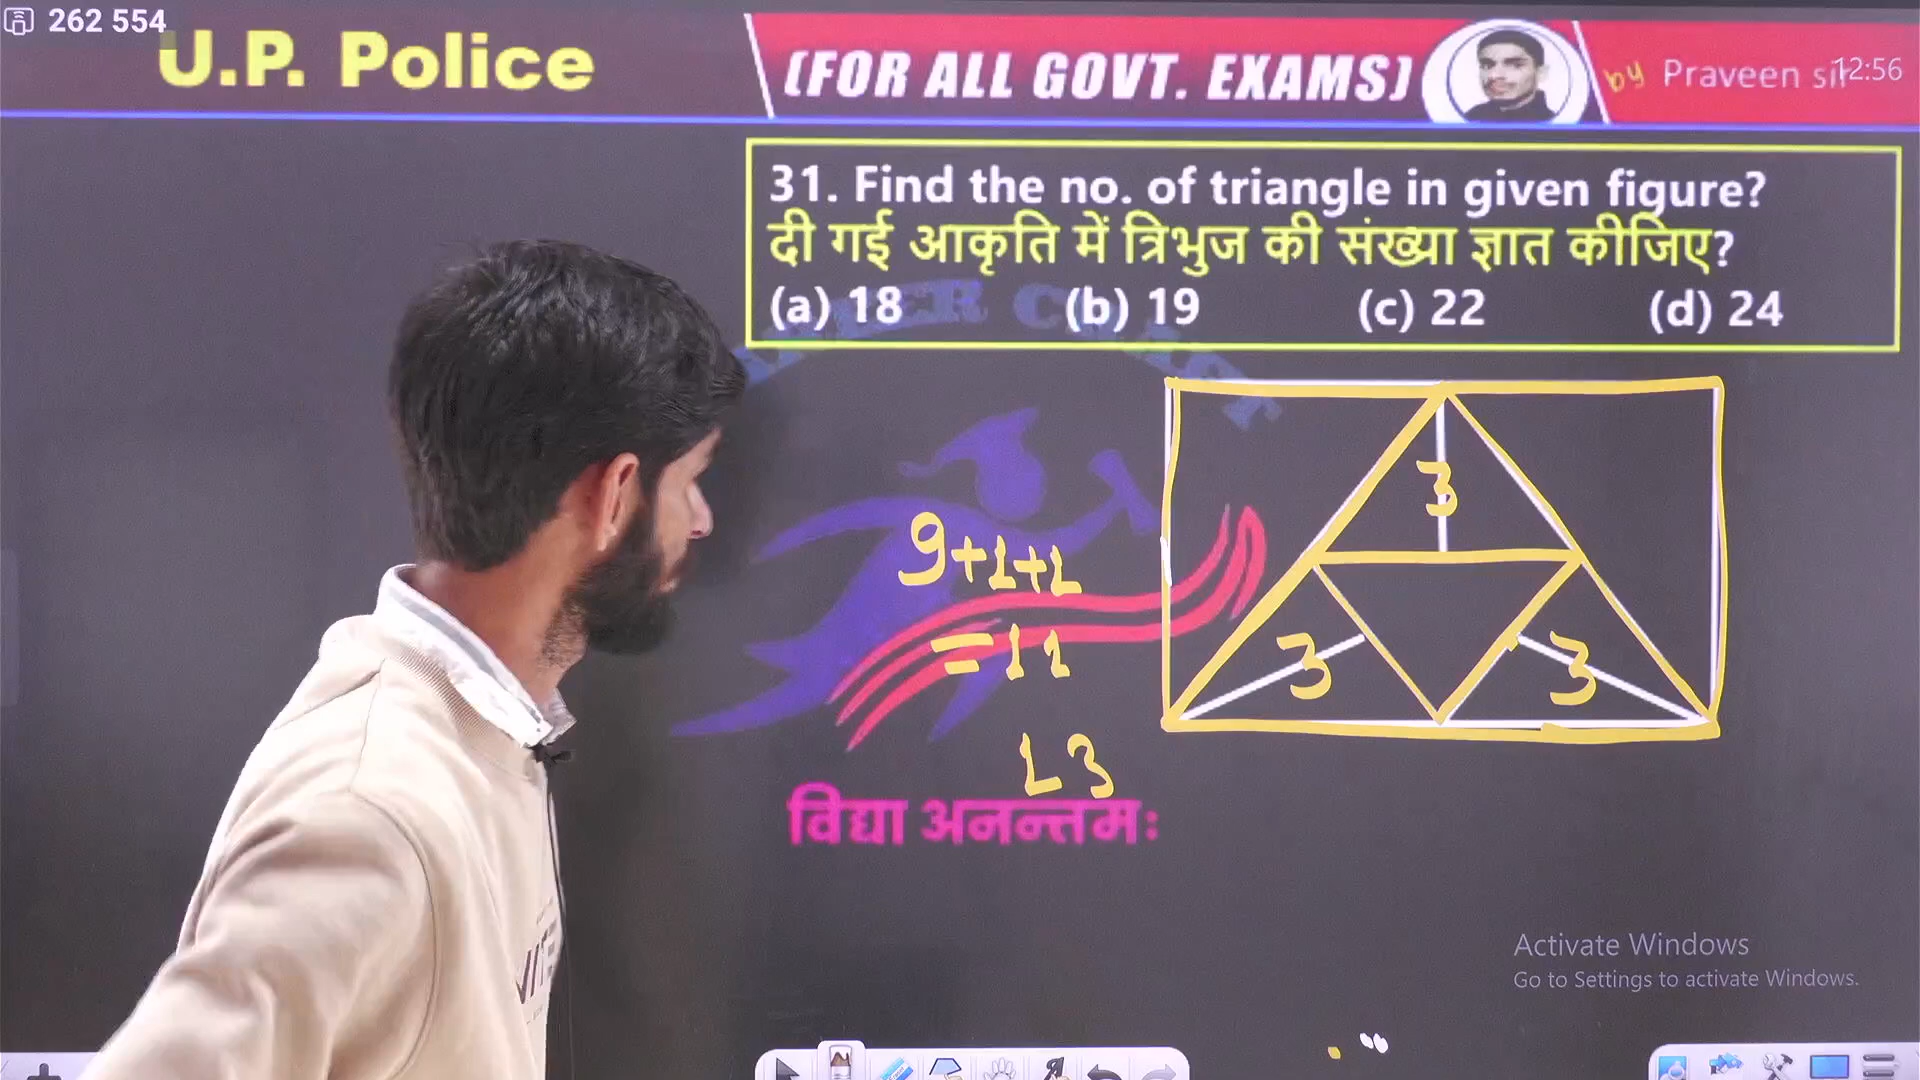 262 554
U.P. Police
(FOR ALL GOVT. EXAMS)
by Praveen sir
12:56
31. Find the no. of triangle in given figure?
दी गई आकृति में त्रिभुज की संख्या ज्ञात कीजिए?
(a) 18 (b) 19 (c) 22 (d) 24
3
9+1+1
=11
3 3
13
विद्या अनन्तमः
Activate Windows
Go to Settings to activate Windows.